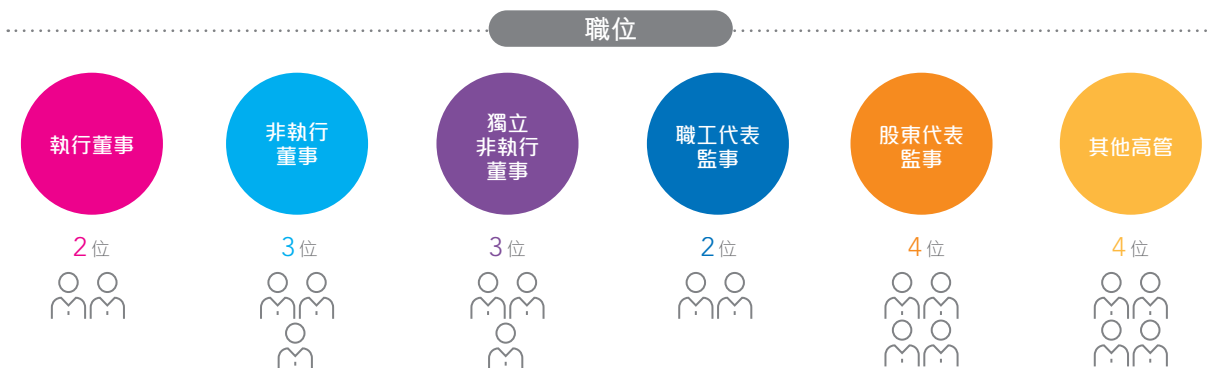 職位
執行董事
非執行
董事
獨立
非執行
董事
職工代表
監事
股東代表
監事
其他高管
2位
3位
3位
2位
4位
4位